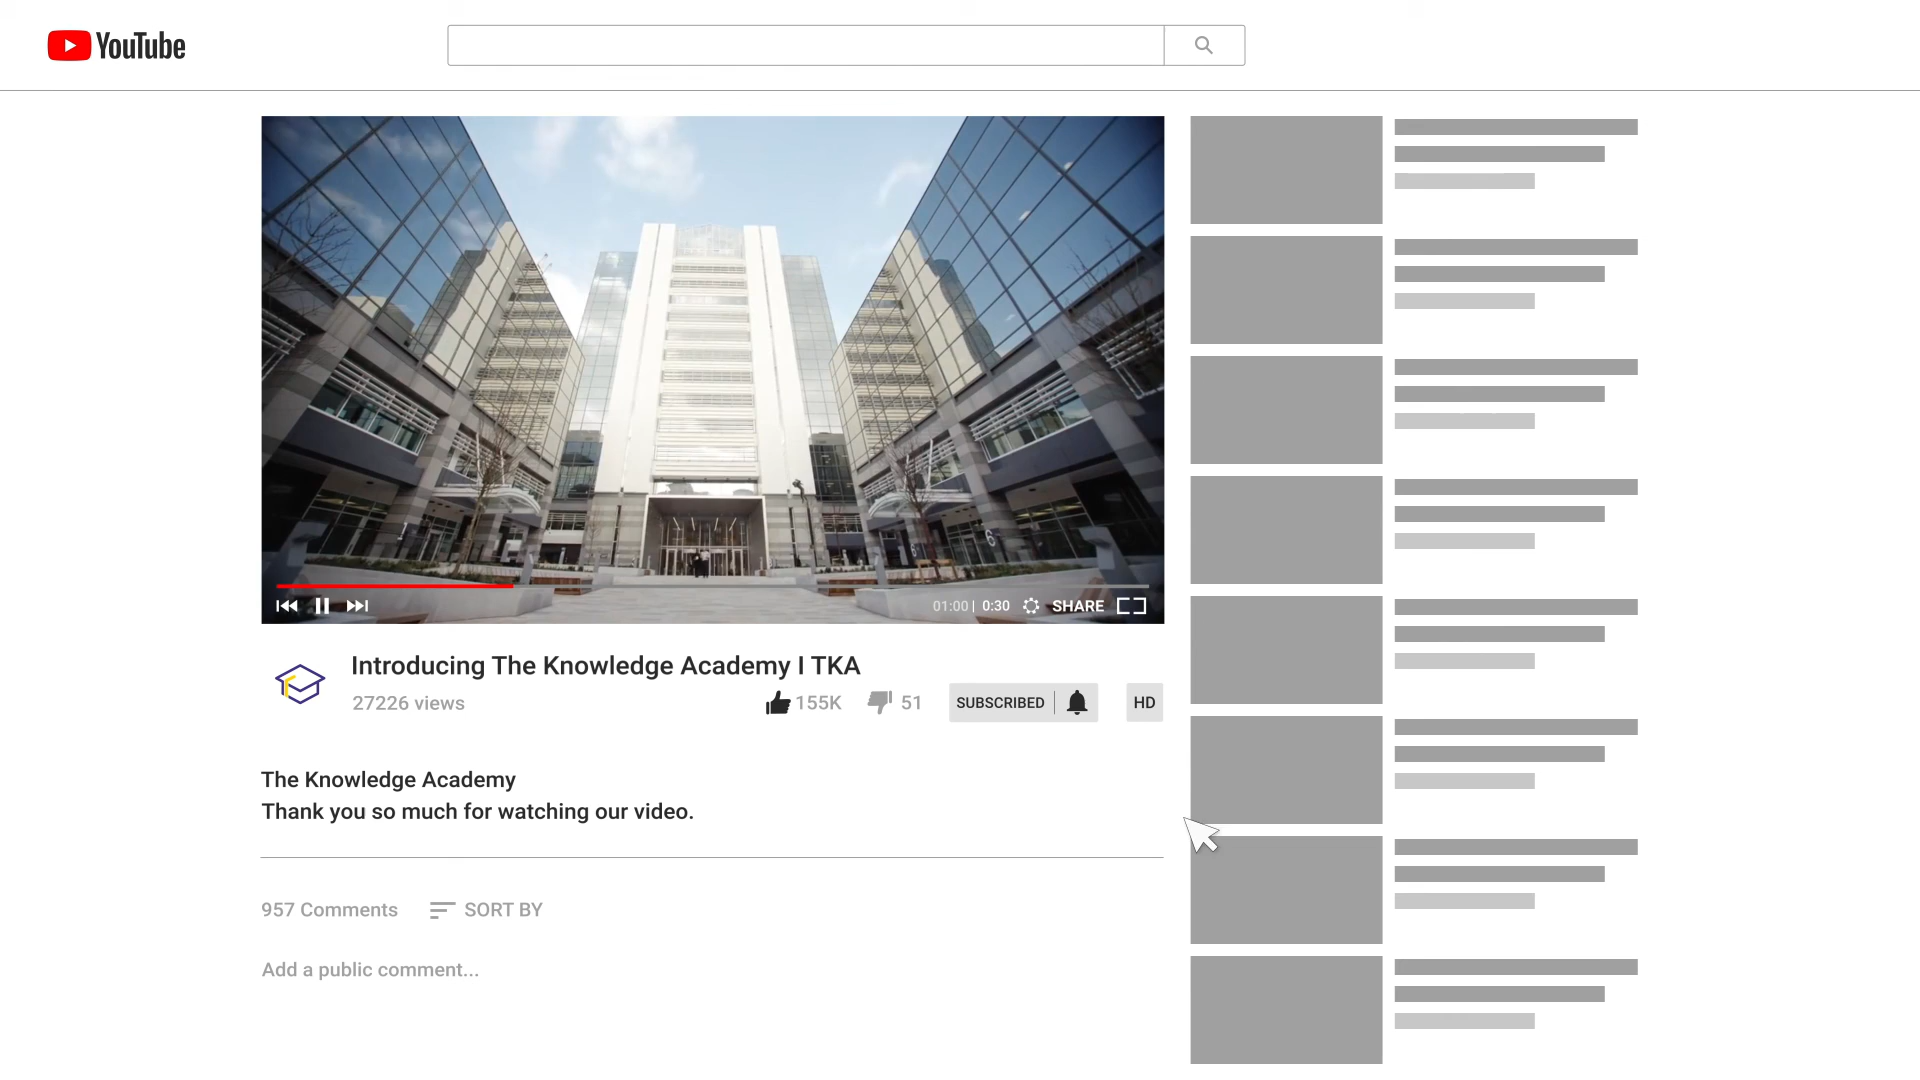 YouTube
01:00 | 0:30 SHARE
Introducing The Knowledge Academy I TKA
27226 views
155K 51 SUBSCRIBED HD
The Knowledge Academy
Thank you so much for watching our video.
957 Comments SORT BY
Add a public comment...